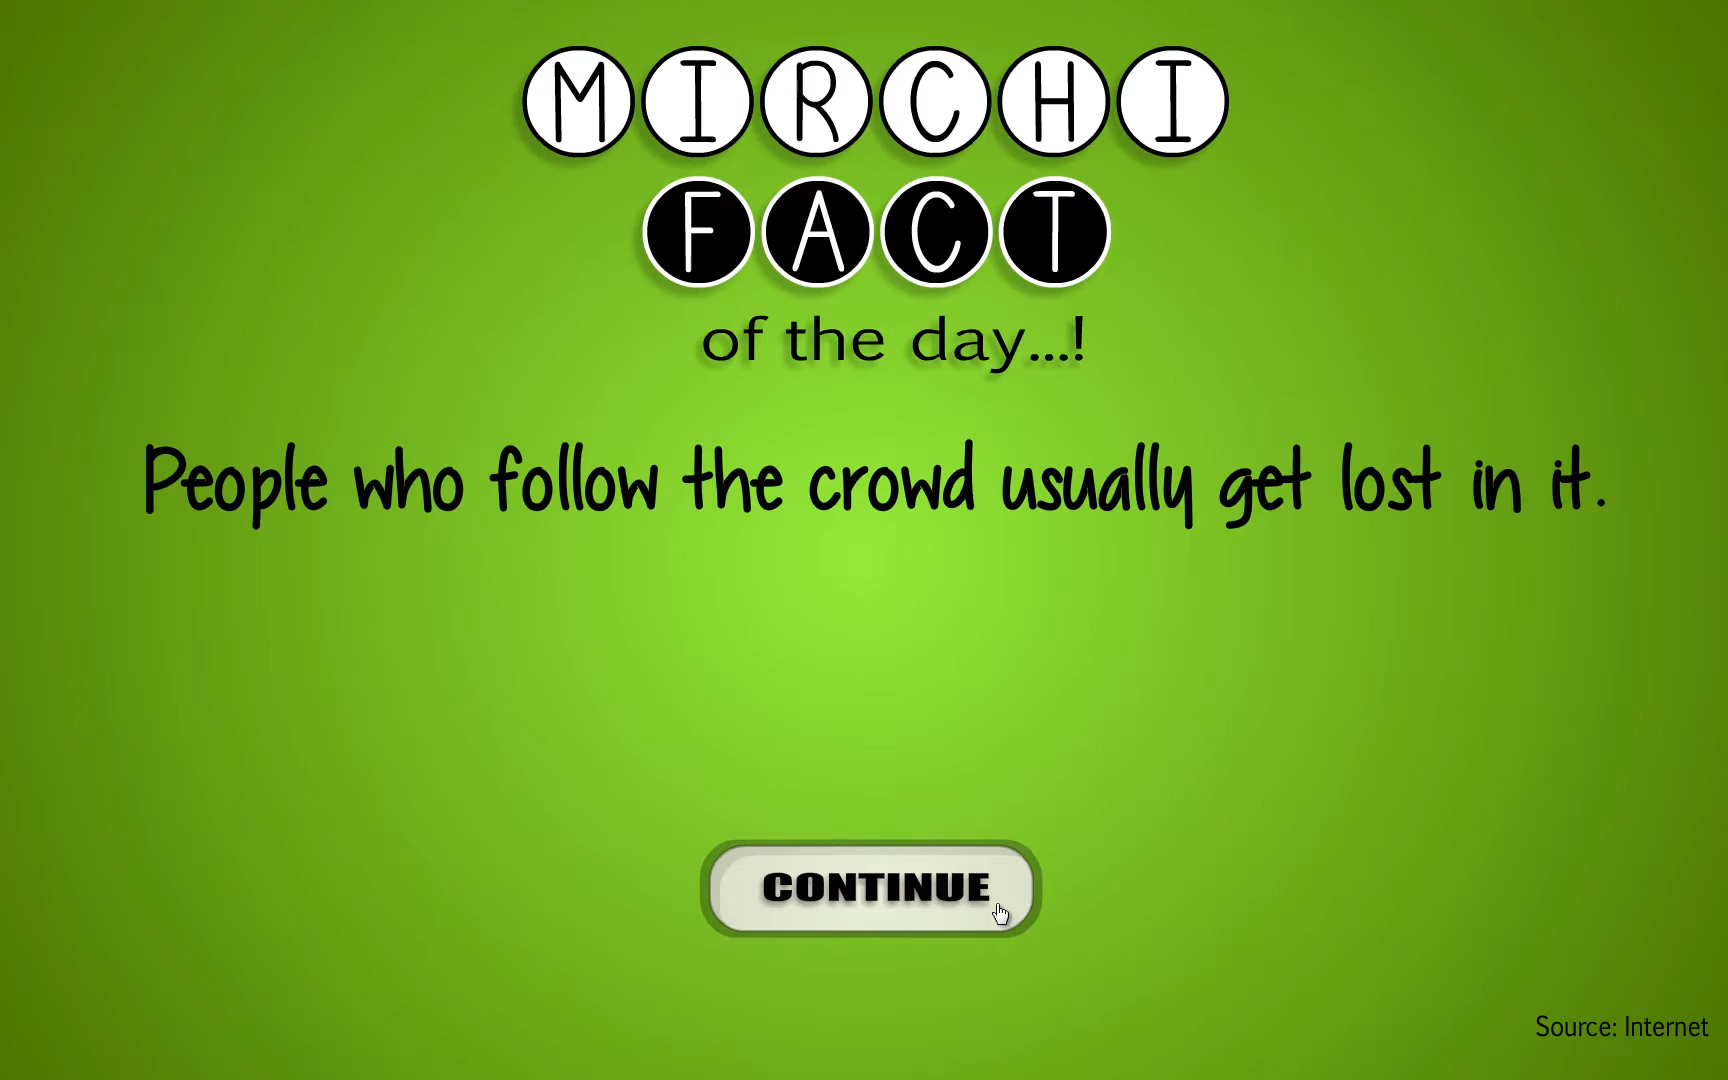 MIRCHI
FACT
of the day...!
People who follow the crowd usually get lost in it.
CONTINUE
Source: Internet